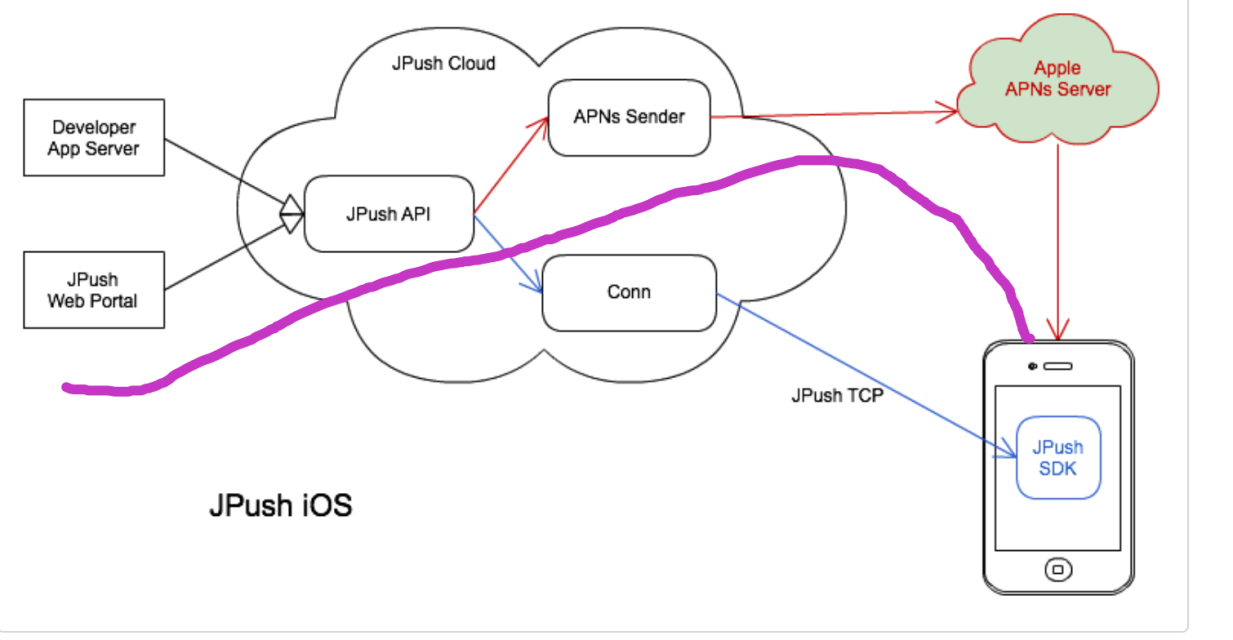 JPush Cloud
Apple
APNs Server
APNs Sender
Developer
App Server
JPush API
JPush
Web Portal
Conn
JPush TCP
JPush
SDK
JPush iOS